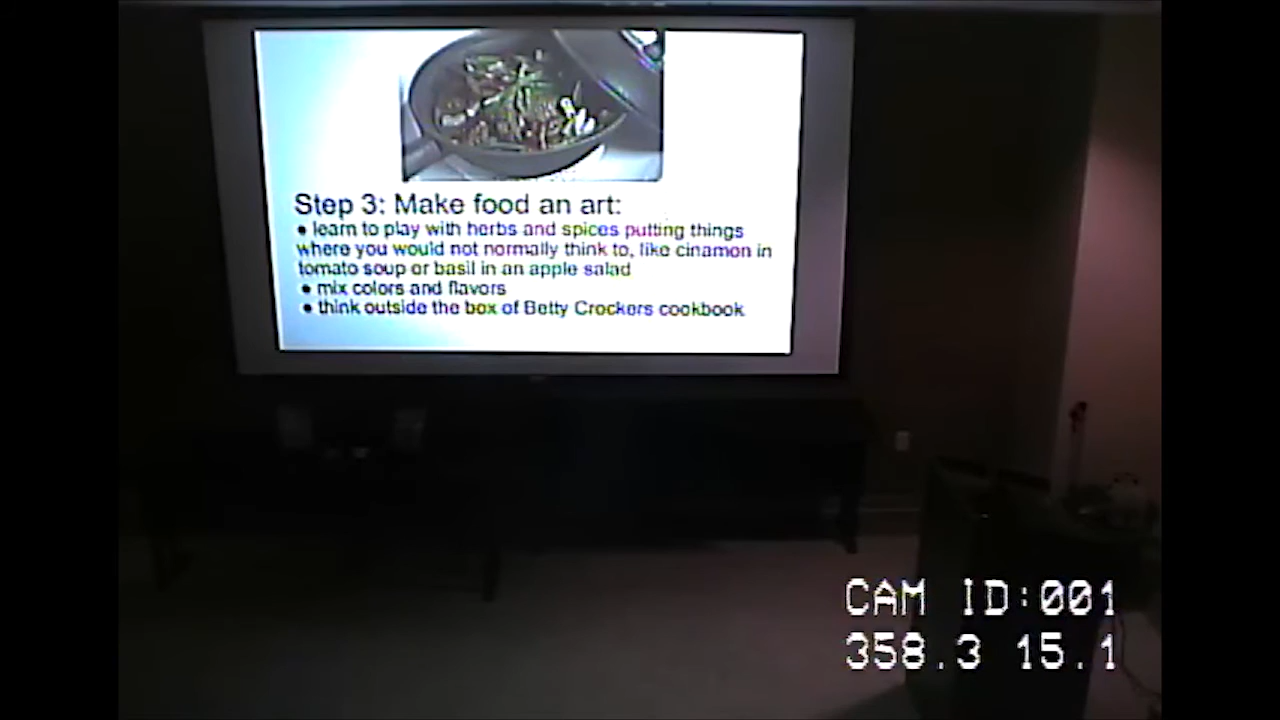 Step 3: Make food an art:
• learn to play with herbs and spices putting things
where you would not normally think to, like cinamon in
tomato soup or basil in an apple salad
• mix colors and flavors
• think outside the box of Betty Crockers cookbook
CAM ID:001
358.3 15.1